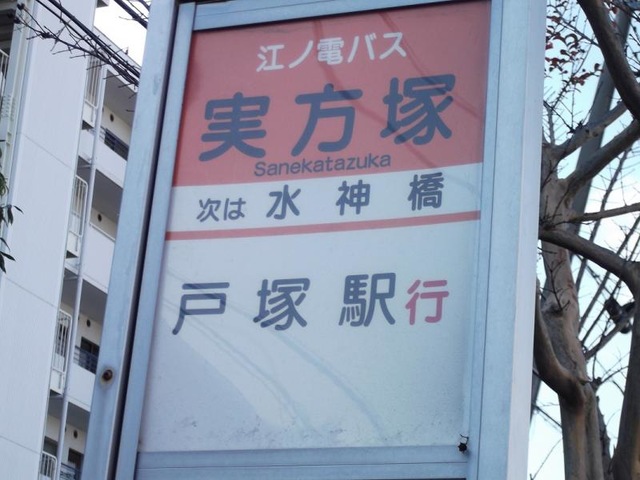 江ノ電バス
実方塚
Sanekatazuka
次は 水神橋
戸塚駅行